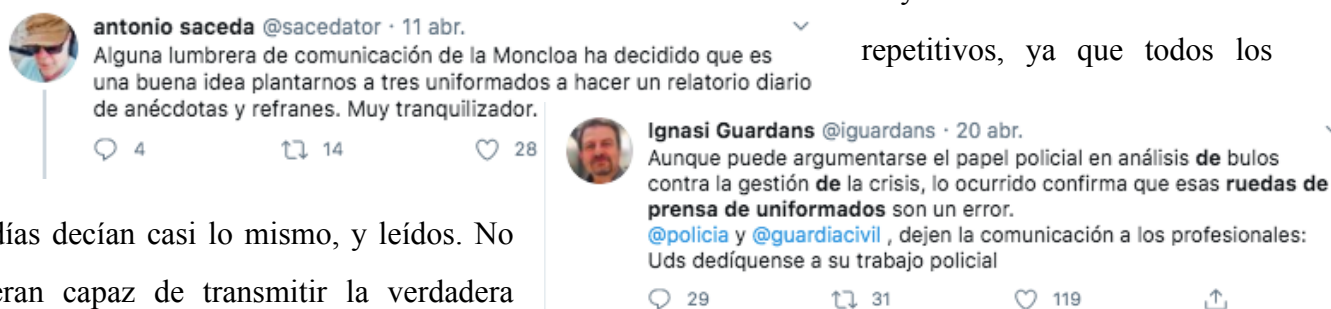 repetitivos, ya que todos los
antonio saceda @sacedator · 11 abr.
Alguna lumbrera de comunicación de la Moncloa ha decidido que es
una buena idea plantarnos a tres uniformados a hacer un relatorio diario
de anécdotas y refranes. Muy tranquilizador.
4 14 28
Ignasi Guardans @iguardans · 20 abr.
Aunque puede argumentarse el papel policial en análisis de bulos
contra la gestión de la crisis, lo ocurrido confirma que esas ruedas de
prensa de uniformados son un error.
@policia y @guardiacivil , dejen la comunicación a los profesionales:
Uds dedíquense a su trabajo policial
29 31 119
días decían casi lo mismo, y leídos. No
eran capaz de transmitir la verdadera